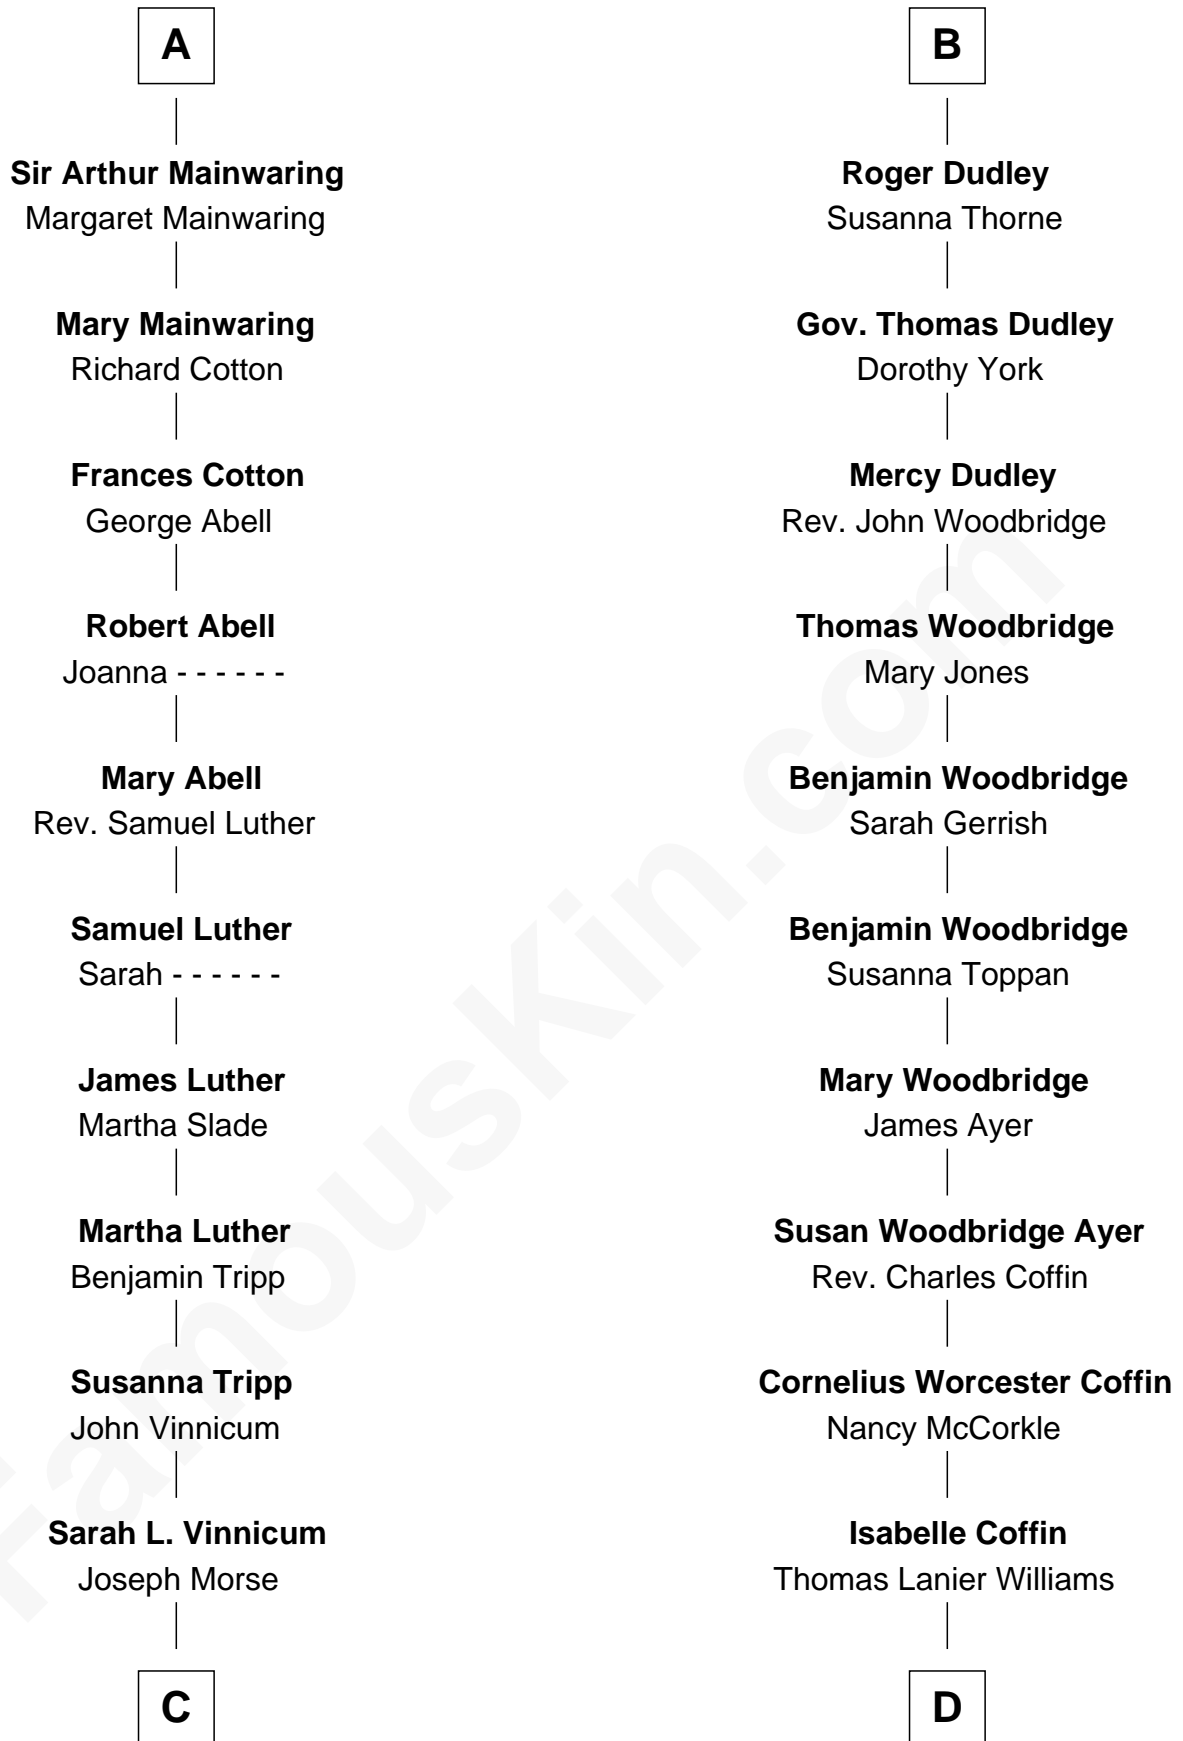 A
Sir Arthur Mainwaring
Margaret Mainwaring
Mary Mainwaring
Richard Cotton
Frances Cotton
George Abell
Robert Abell
Joanna - - - - - -
Mary Abell
Rev. Samuel Luther
Samuel Luther
Sarah - - - - - -
James Luther
Martha Slade
Martha Luther
Benjamin Tripp
Susanna Tripp
John Vinnicum
Sarah L. Vinnicum
Joseph Morse
C
B
Roger Dudley
Susanna Thorne
Gov. Thomas Dudley
Dorothy York
Mercy Dudley
Rev. John Woodbridge
Thomas Woodbridge
Mary Jones
Benjamin Woodbridge
Sarah Gerrish
Benjamin Woodbridge
Susanna Toppan
Mary Woodbridge
James Ayer
Susan Woodbridge Ayer
Rev. Charles Coffin
Cornelius Worcester Coffin
Nancy McCorkle
Isabelle Coffin
Thomas Lanier Williams
D
FamousKin.com